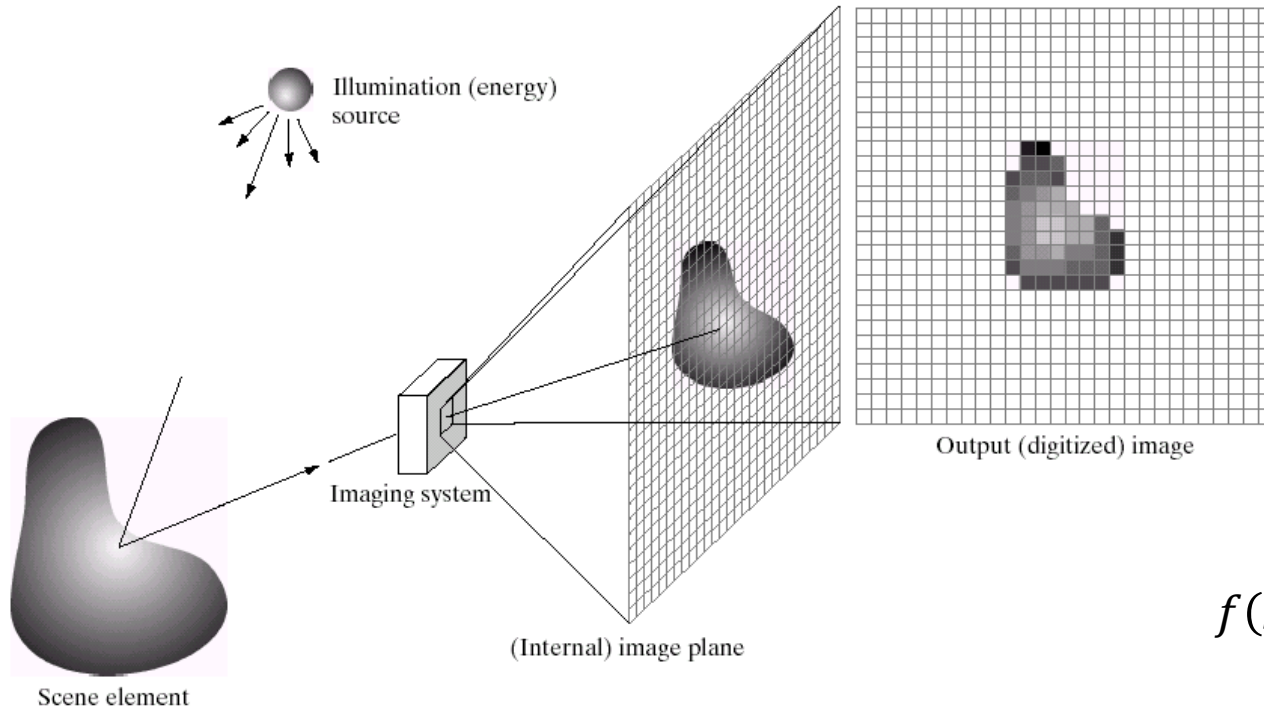 Illumination (energy)
source
Output (digitized) image
Imaging system
(Internal) image plane
Scene element
f(